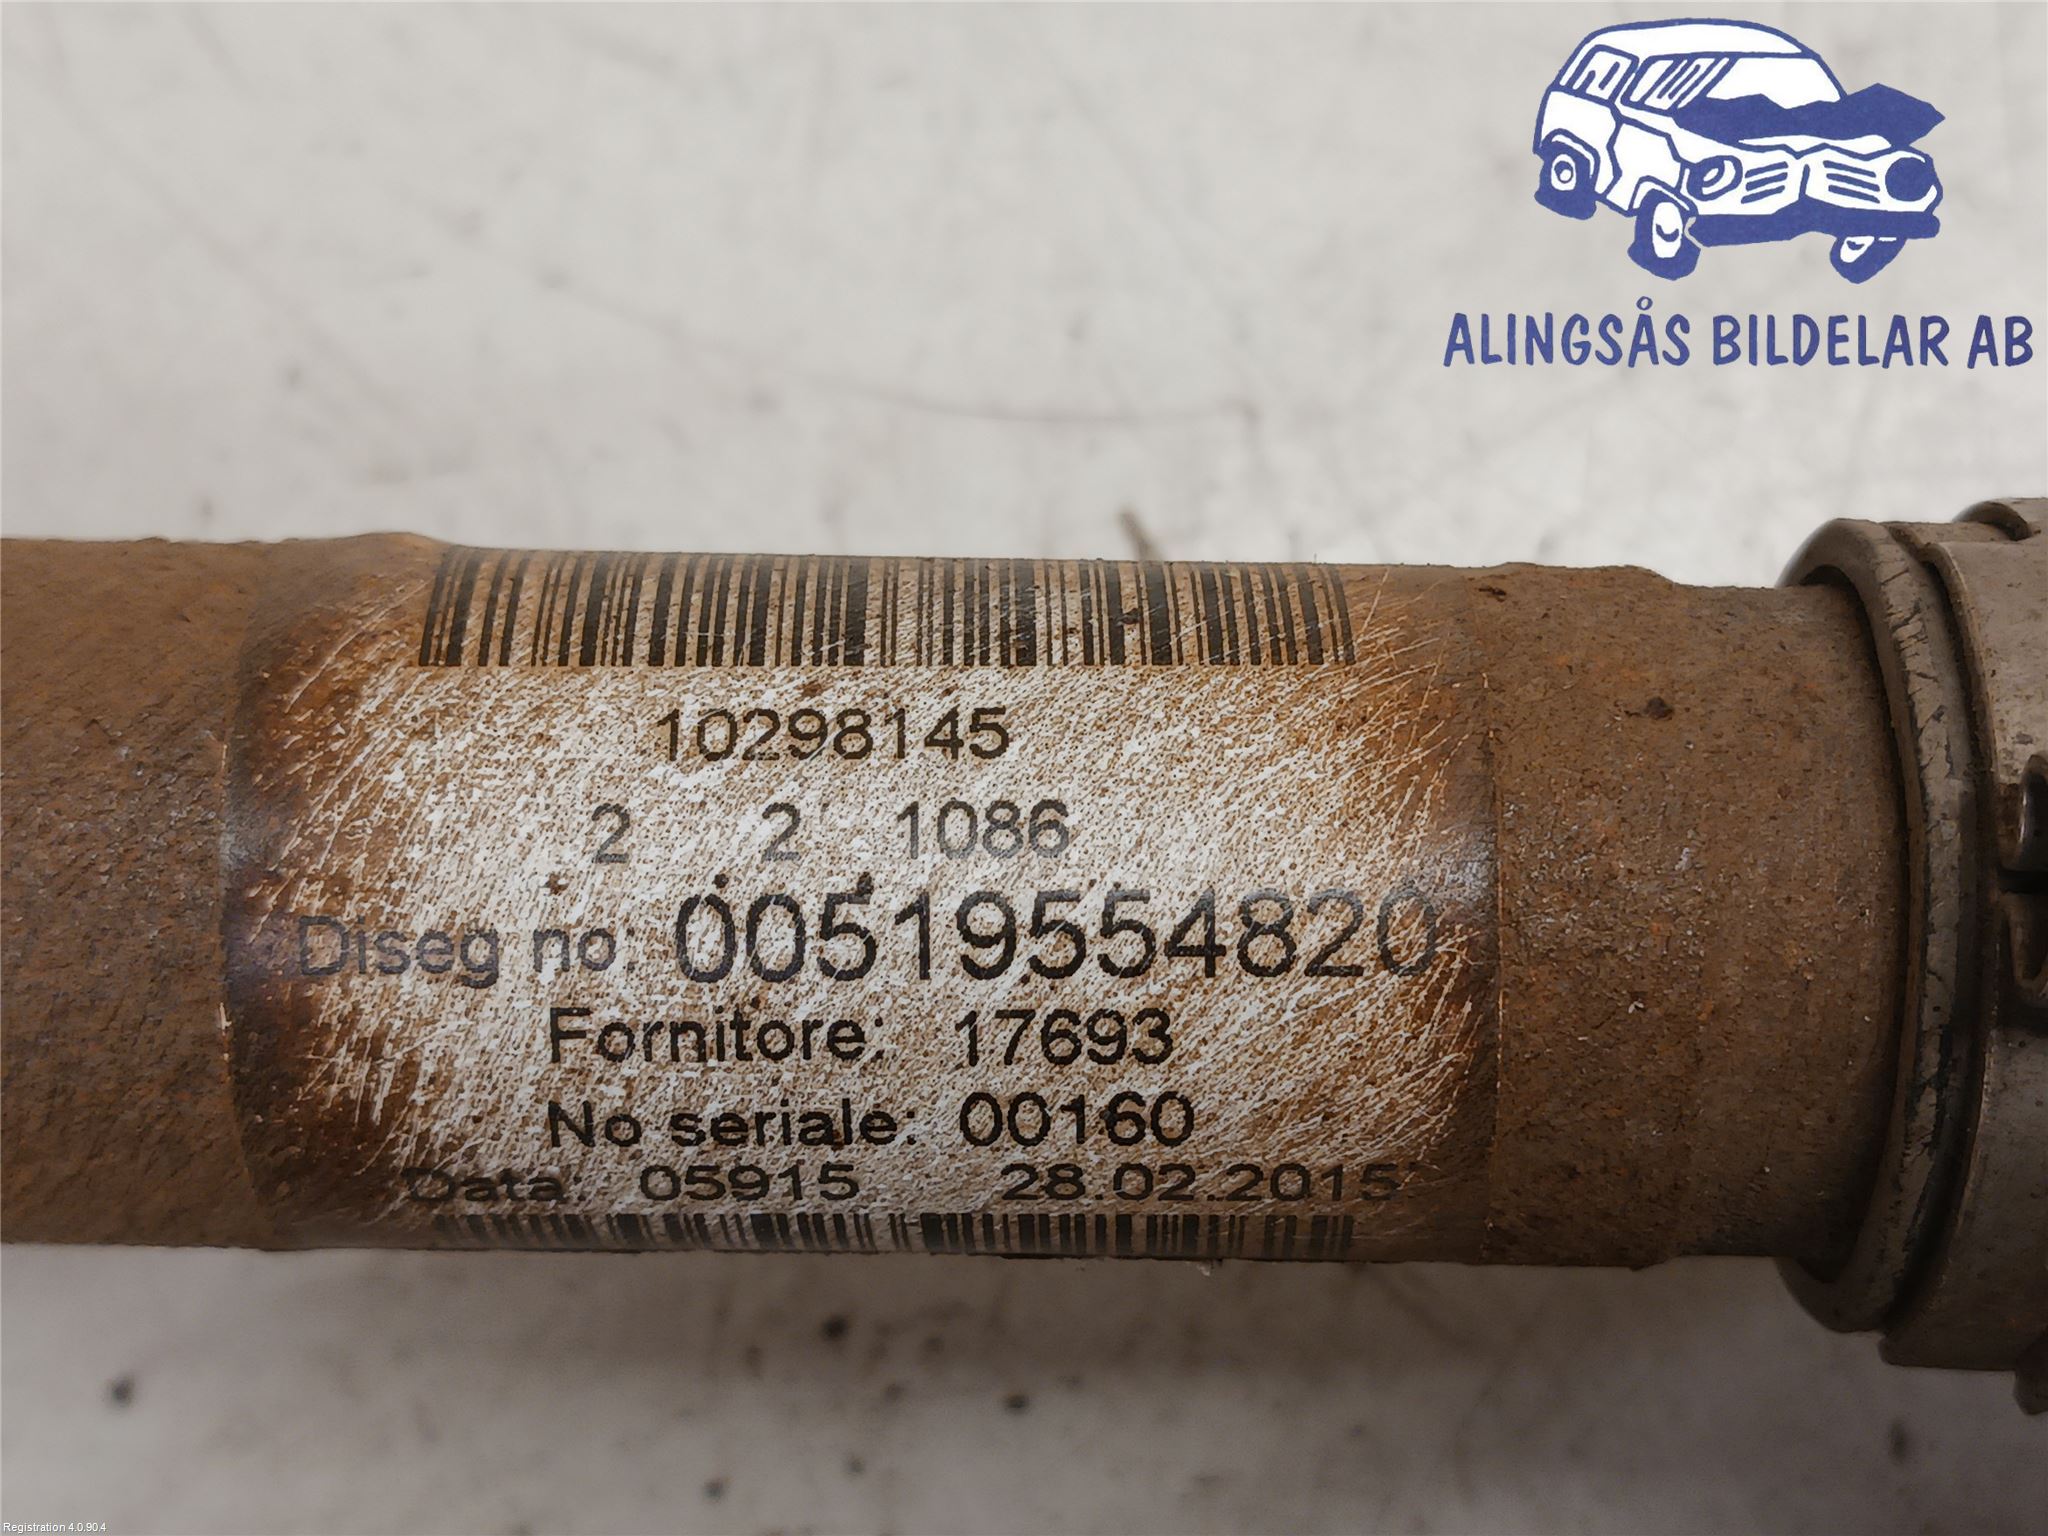 ALINGSÅS BILDELAR AB
10298145
2 2 1086
Diseg no: 00519554820
Fornitore: 17693
No seriale: 00160
Data: 05915 28.02.2015
Registration 4.0.90.4